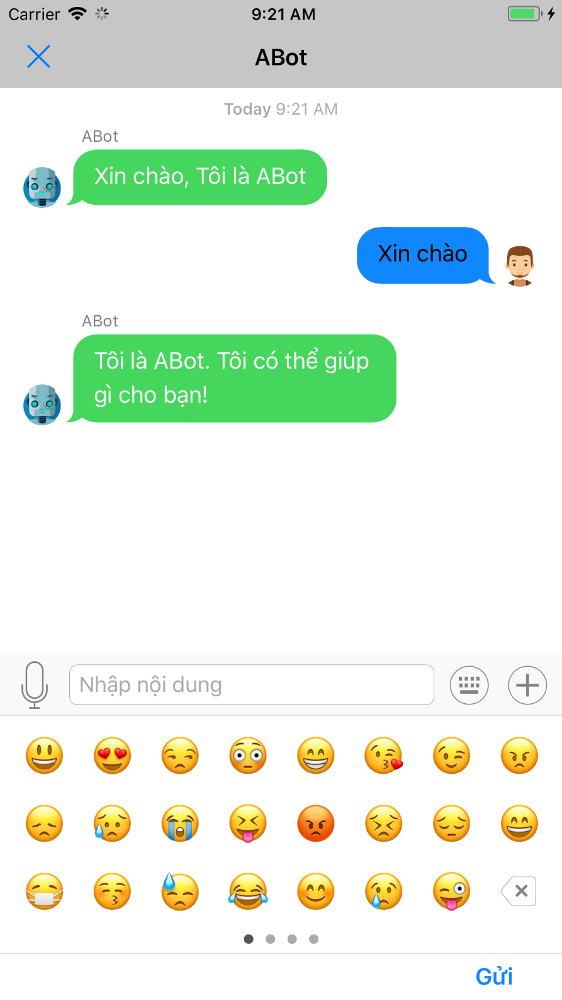 Carrier 9:21 AM
ABot
Today 9:21 AM
ABot
Xin chào, Tôi là ABot
Xin chào
ABot
Tôi là ABot. Tôi có thể giúp
gì cho bạn!
Nhập nội dung
Gửi